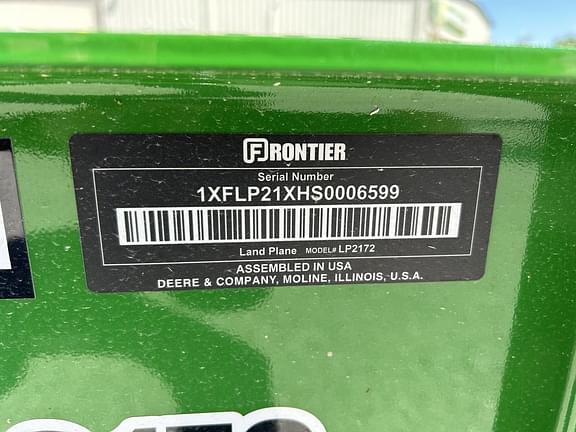 FRONTIER
Serial Number
1XFLP21XHS0006599
Land Plane MODEL# LP2172
ASSEMBLED IN USA
DEERE & COMPANY, MOLINE, ILLINOIS, U.S.A.